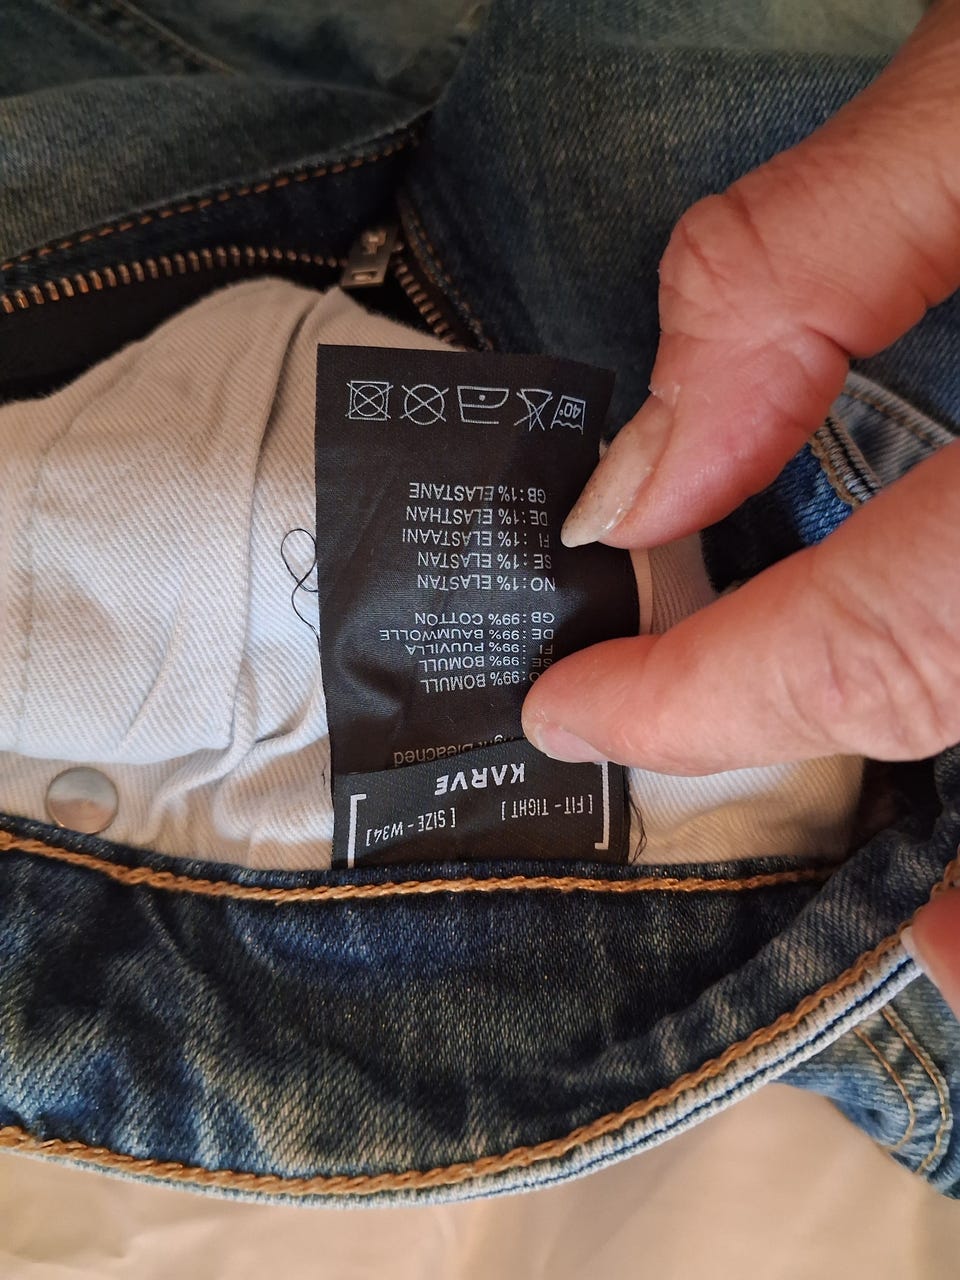 [ FIT - TIGHT ] [ SIZE - W34]
KARVE
Bleached
:99% BOMULL
SE:99% BOMULL
FI :99% PUUVILLA
DE:99% BAUMWOLLE
GB:99% COTTON
NO:1% ELASTAN
SE:1% ELASTAN
FI :1% ELASTAANI
DE:1% ELASTHAN
GB:1% ELASTANE
40°